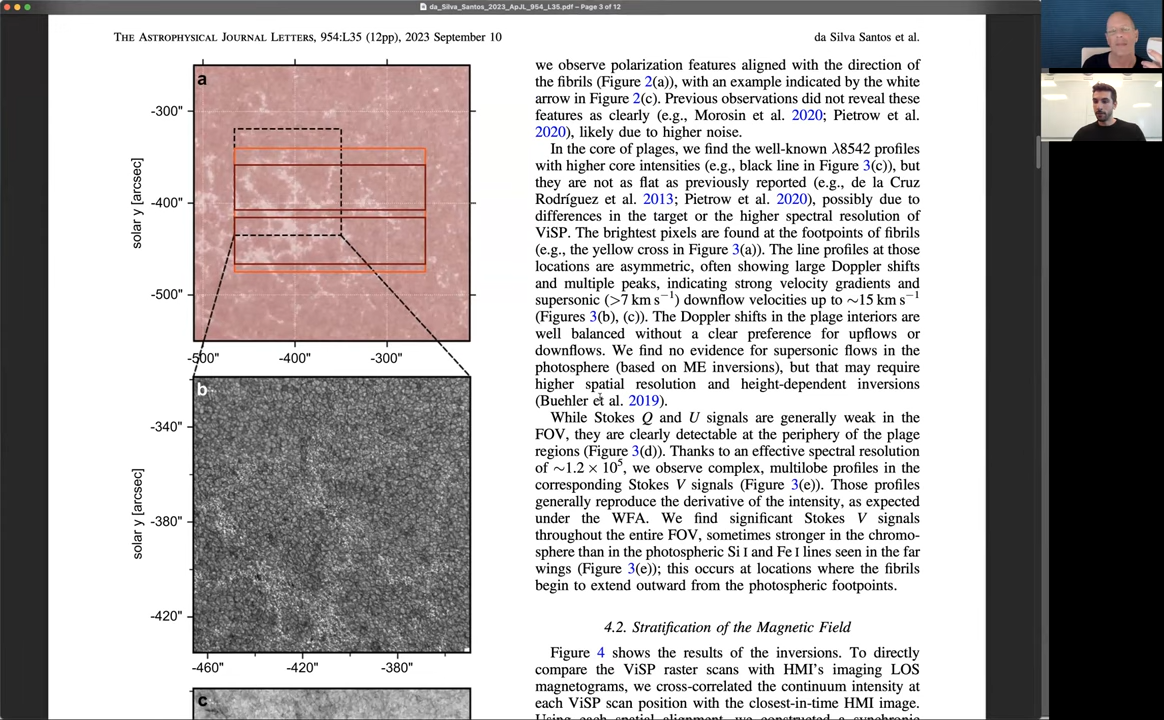 da_Silva_Santos_2023_ApJL_954_L35.pdf – Page 3 of 12
THE ASTROPHYSICAL JOURNAL LETTERS, 954:L35 (12pp), 2023 September 10
da Silva Santos et al.
a
-300"
-400"
-500"
solar y [arcsec]
-500"
-400"
-300"
b
-340"
-380"
-420"
solar y [arcsec]
-460"
-420"
-380"
c
we observe polarization features aligned with the direction of
the fibrils (Figure 2(a)), with an example indicated by the white
arrow in Figure 2(c). Previous observations did not reveal these
features as clearly (e.g., Morosin et al. 2020; Pietrow et al.
2020), likely due to higher noise.
In the core of plages, we find the well-known λ8542 profiles
with higher core intensities (e.g., black line in Figure 3(c)), but
they are not as flat as previously reported (e.g., de la Cruz
Rodríguez et al. 2013; Pietrow et al. 2020), possibly due to
differences in the target or the higher spectral resolution of
ViSP. The brightest pixels are found at the footpoints of fibrils
(e.g., the yellow cross in Figure 3(a)). The line profiles at those
locations are asymmetric, often showing large Doppler shifts
and multiple peaks, indicating strong velocity gradients and
supersonic (>7 km s⁻¹) downflow velocities up to ~15 km s⁻¹
(Figures 3(b), (c)). The Doppler shifts in the plage interiors are
well balanced without a clear preference for upflows or
downflows. We find no evidence for supersonic flows in the
photosphere (based on ME inversions), but that may require
higher spatial resolution and height-dependent inversions
(Buehler et al. 2019).
While Stokes Q and U signals are generally weak in the
FOV, they are clearly detectable at the periphery of the plage
regions (Figure 3(d)). Thanks to an effective spectral resolution
of ~1.2 × 10⁵, we observe complex, multilobe profiles in the
corresponding Stokes V signals (Figure 3(e)). Those profiles
generally reproduce the derivative of the intensity, as expected
under the WFA. We find significant Stokes V signals
throughout the entire FOV, sometimes stronger in the chromo-
sphere than in the photospheric Si I and Fe I lines seen in the far
wings (Figure 3(e)); this occurs at locations where the fibrils
begin to extend outward from the photospheric footpoints.
4.2. Stratification of the Magnetic Field
Figure 4 shows the results of the inversions. To directly
compare the ViSP raster scans with HMI's imaging LOS
magnetograms, we cross-correlated the continuum intensity at
each ViSP scan position with the closest-in-time HMI image.
Using each spatial alignment, we constructed a synchronic